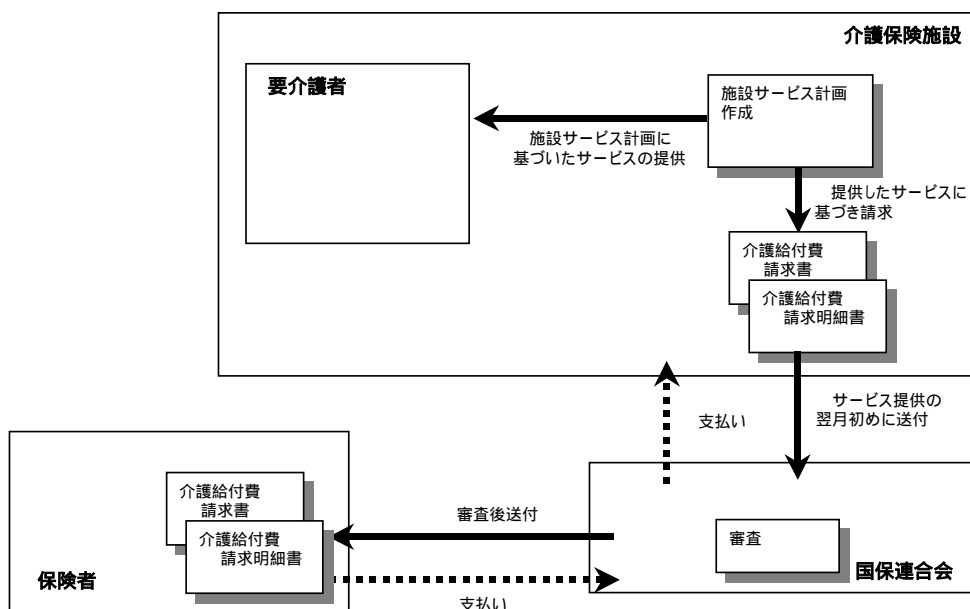 介護保険施設
要介護者
施設サービス計画
作成
施設サービス計画に
基づいたサービスの提供
提供したサービスに
基づき請求
介護給付費
請求書
介護給付費
請求明細書
サービス提供の
翌月初めに送付
支払い
介護給付費
請求書
介護給付費
請求明細書
保険者
審査後送付
審査
国保連合会
支払い